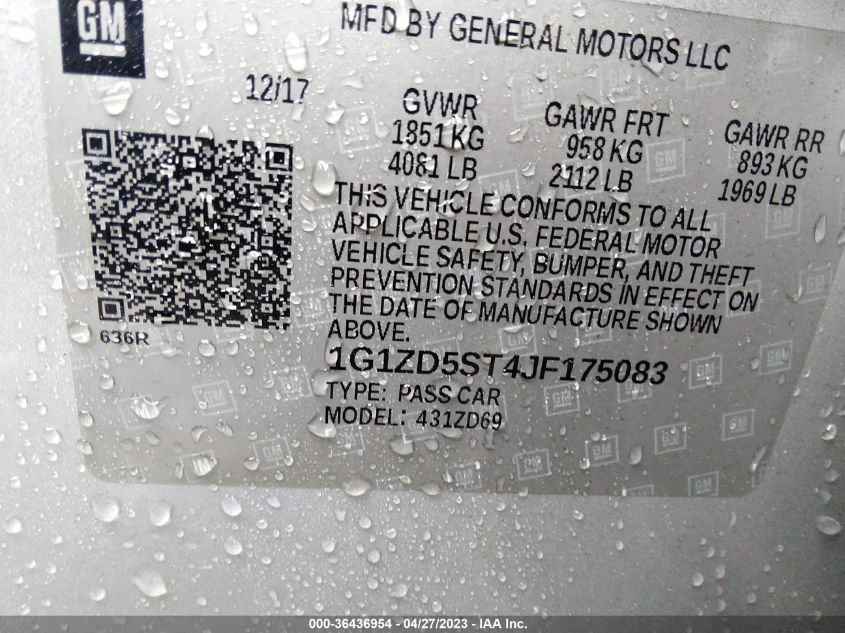 GM
MFD BY GENERAL MOTORS LLC
12/17
GVWR
1851 KG
4081 LB
GAWR FRT
958 KG
2112 LB
GAWR RR
893 KG
1969 LB
THIS VEHICLE CONFORMS TO ALL
APPLICABLE U.S. FEDERAL MOTOR
VEHICLE SAFETY, BUMPER, AND THEFT
PREVENTION STANDARDS IN EFFECT ON
THE DATE OF MANUFACTURE SHOWN
ABOVE.
636R
1G1ZD5ST4JF175083
TYPE: PASS CAR
MODEL: 431ZD69
000-36436954 - 04/27/2023 - IAA Inc.